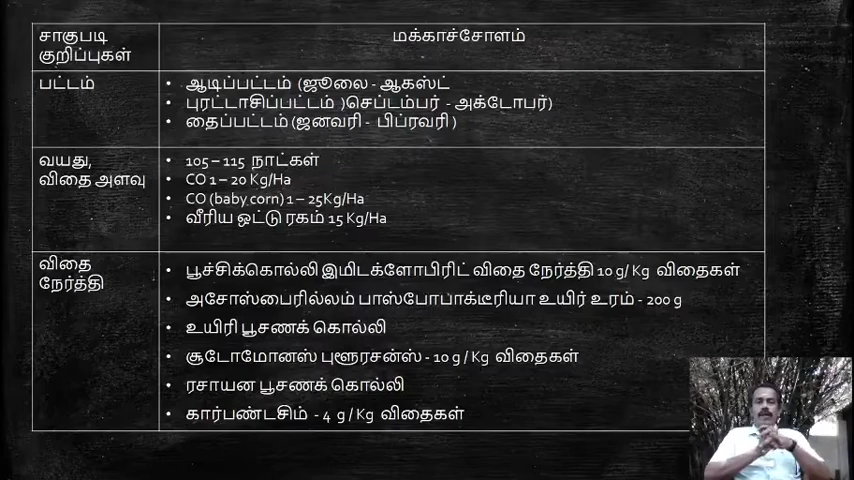 சாகுபடி குறிப்புகள்
மக்காச்சோளம்
பட்டம்
• ஆடிப்பட்டம் (ஜூலை - ஆகஸ்ட்
• புரட்டாசிப்பட்டம் )செப்டம்பர் - அக்டோபர்)
• தைப்பட்டம் (ஜனவரி - பிப்ரவரி )
வயது,
விதை அளவு
• 105 – 115 நாட்கள்
• CO 1 – 20 Kg/Ha
• CO (baby corn) 1 – 25Kg/Ha
• வீரிய ஒட்டு ரகம் 15 Kg/Ha
விதை
நேர்த்தி
• பூச்சிக்கொல்லி இமிடக்ளோபிரிட் விதை நேர்த்தி 10 g/ Kg விதைகள்
• அசோஸ்பைரில்லம் பாஸ்போபாக்டீரியா உயிர் உரம் - 200 g
• உயிரி பூசணக் கொல்லி
• சூடோமோனஸ் புளூரசன்ஸ் - 10 g / Kg விதைகள்
• ரசாயன பூசணக் கொல்லி
• கார்பண்டசிம் - 4 g / Kg விதைகள்